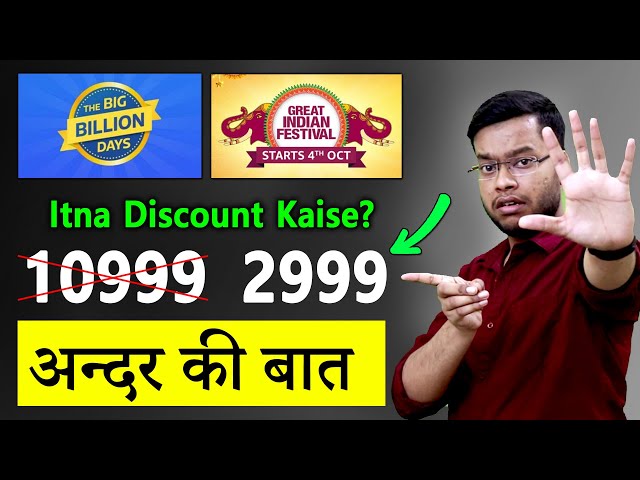 THE BIG
BILLION
DAYS
GREAT
INDIAN
FESTIVAL
STARTS 4TH OCT
Itna Discount Kaise?
10999 2999
अन्दर की बात